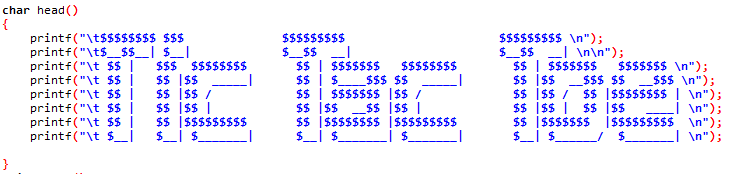 char head()
{
    printf("\t$$$$$$$$ $$$              $$$$$$$$$                      $$$$$$$$$ \n");
    printf("\t$__$$__| $__|             $__$$  __|                     $__$$  __| \n\n");
    printf("\t $$ |   $$$  $$$$$$$$       $$ | $$$$$$$   $$$$$$$$        $$ | $$$$$$$   $$$$$$$ \n");
    printf("\t $$ |   $$ |$$  _____|      $$ | $____$$$ $$  _____|       $$ |$$  __$$$ $$  __$$$ \n");
    printf("\t $$ |   $$ |$$ /            $$ | $$$$$$$ |$$ /             $$ |$$ /  $$ |$$$$$$$$ | \n");
    printf("\t $$ |   $$ |$$ |            $$ |$$  __$$ |$$ |             $$ |$$ |  $$ |$$   ____| \n");
    printf("\t $$ |   $$ |$$$$$$$$$       $$ |$$$$$$$$ |$$$$$$$$$        $$ |$$$$$$$  |$$$$$$$$$  \n");
    printf("\t $__|   $__| $_______|      $__| $_______| $_______|       $__| $______/  $_______| \n");
}